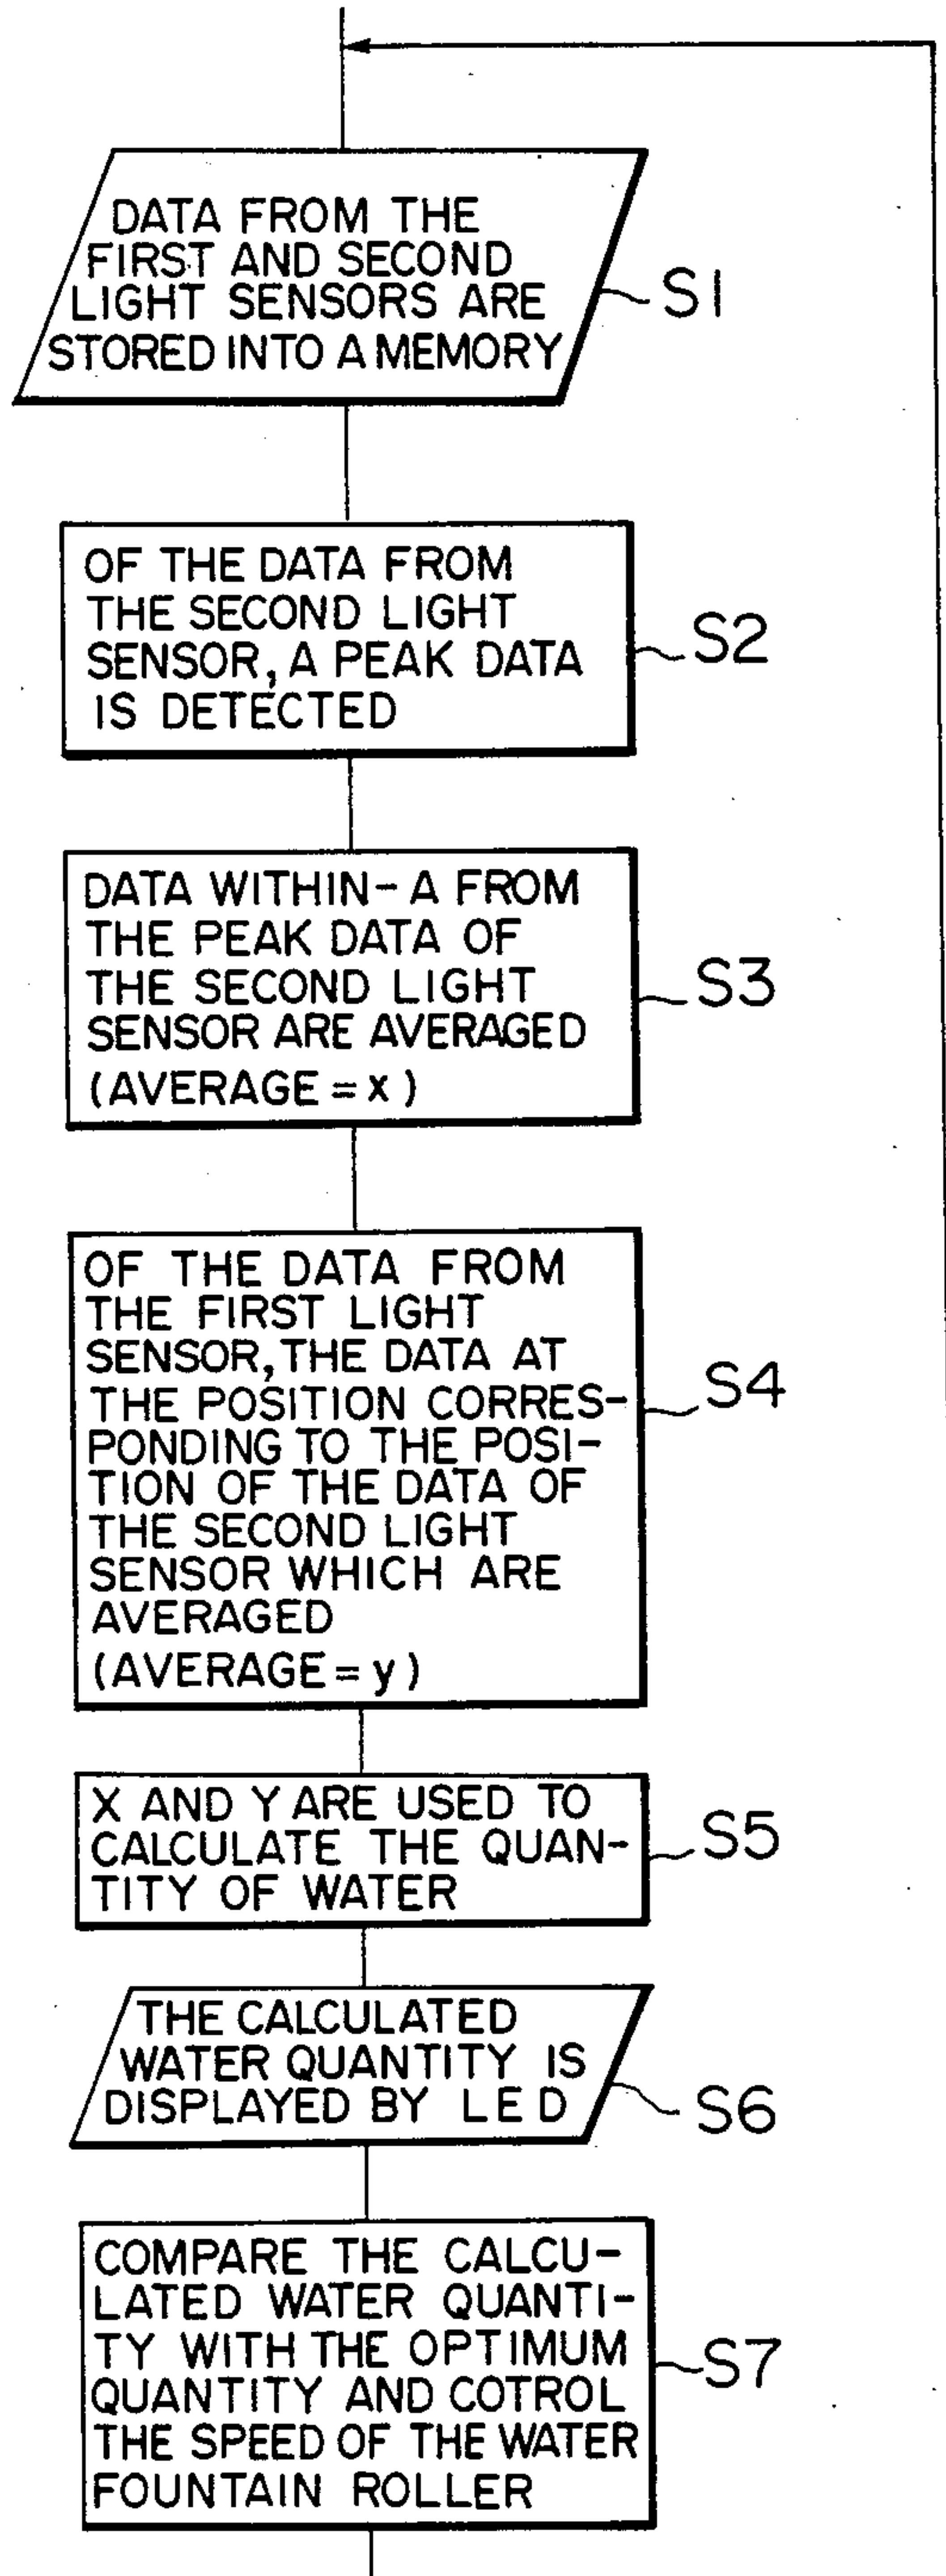 DATA FROM THE
FIRST AND SECOND
LIGHT SENSORS ARE
STORED INTO A MEMORY
S1
OF THE DATA FROM
THE SECOND LIGHT
SENSOR, A PEAK DATA
IS DETECTED
S2
DATA WITHIN-A FROM
THE PEAK DATA OF
THE SECOND LIGHT
SENSOR ARE AVERAGED
(AVERAGE = x)
S3
OF THE DATA FROM
THE FIRST LIGHT
SENSOR, THE DATA AT
THE POSITION CORRES-
PONDING TO THE POSI-
TION OF THE DATA OF
THE SECOND LIGHT
SENSOR WHICH ARE
AVERAGED
(AVERAGE = y)
S4
X AND Y ARE USED TO
CALCULATE THE QUAN-
TITY OF WATER
S5
THE CALCULATED
WATER QUANTITY IS
DISPLAYED BY LED
S6
COMPARE THE CALCU-
LATED WATER QUANTI-
TY WITH THE OPTIMUM
QUANTITY AND COTROL
THE SPEED OF THE WATER
FOUNTAIN ROLLER
S7